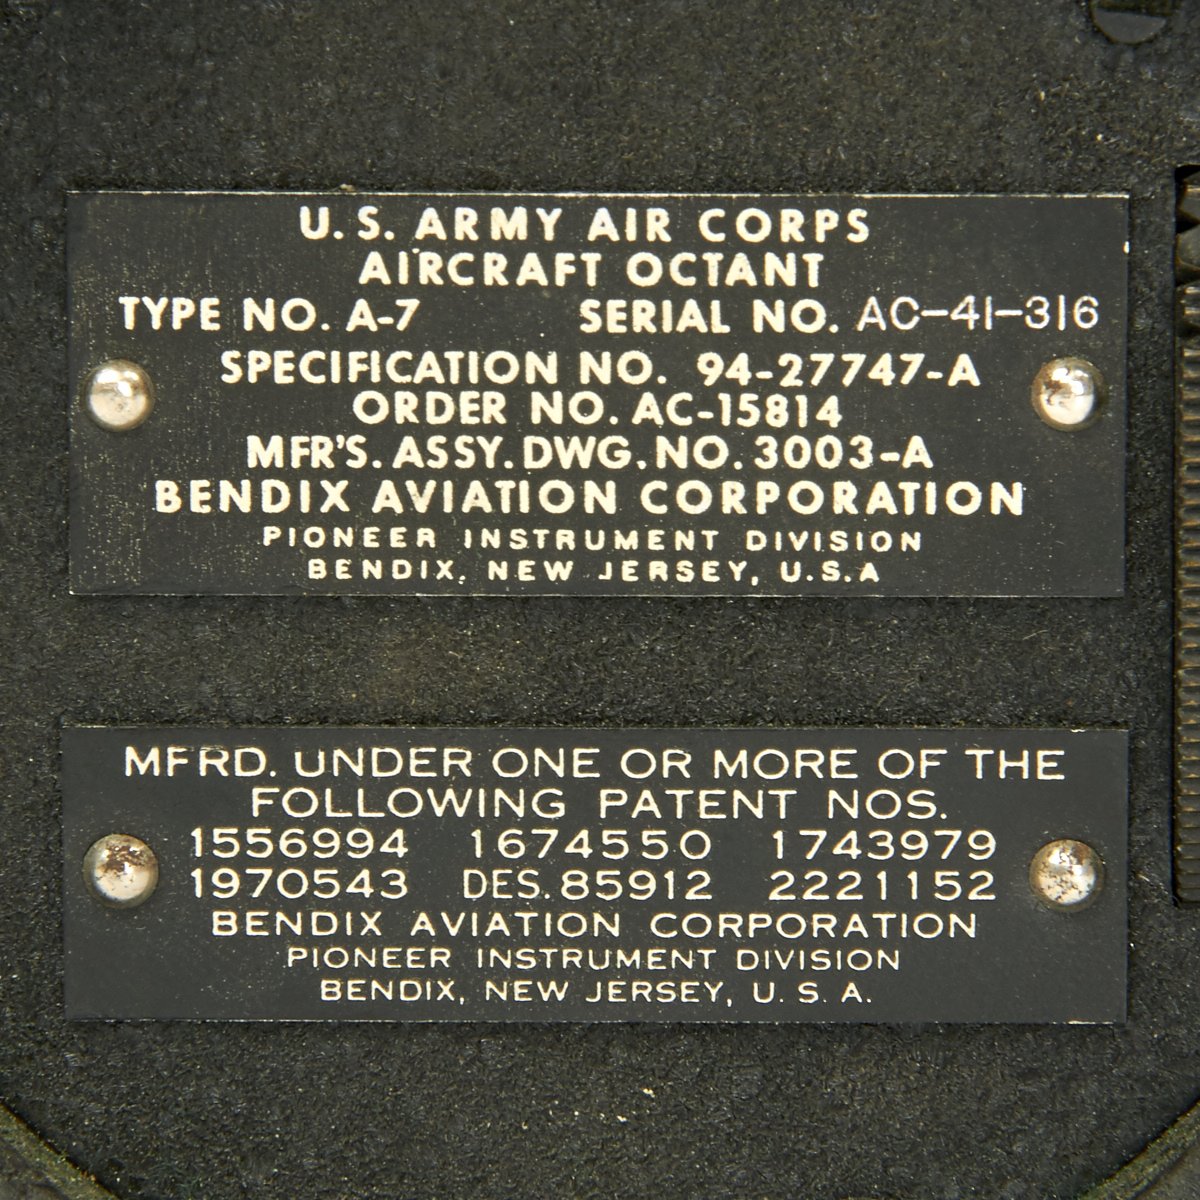 U.S. ARMY AIR CORPS
AIRCRAFT OCTANT
TYPE NO. A-7 SERIAL NO. AC-41-316
SPECIFICATION NO. 94-27747-A
ORDER NO. AC-15814
MFR'S. ASSY. DWG. NO. 3003-A
BENDIX AVIATION CORPORATION
PIONEER INSTRUMENT DIVISION
BENDIX, NEW JERSEY, U.S.A
MFRD. UNDER ONE OR MORE OF THE
FOLLOWING PATENT NOS.
1556994 1674550 1743979
1970543 DES. 85912 2221152
BENDIX AVIATION CORPORATION
PIONEER INSTRUMENT DIVISION
BENDIX, NEW JERSEY, U. S. A.